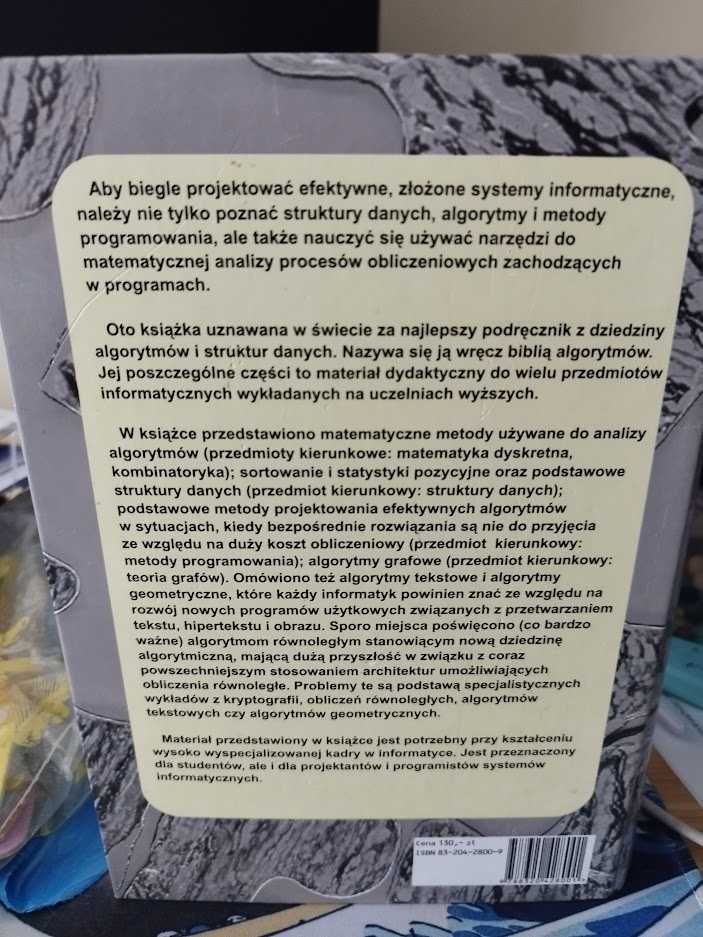 Aby biegle projektować efektywne, złożone systemy informatyczne,
należy nie tylko poznać struktury danych, algorytmy i metody
programowania, ale także nauczyć się używać narzędzi do
matematycznej analizy procesów obliczeniowych zachodzących
w programach.
Oto książka uznawana w świecie za najlepszy podręcznik z dziedziny
algorytmów i struktur danych. Nazywa się ją wręcz biblią algorytmów.
Jej poszczególne części to materiał dydaktyczny do wielu przedmiotów
informatycznych wykładanych na uczelniach wyższych.
W książce przedstawiono matematyczne metody używane do analizy
algorytmów (przedmioty kierunkowe: matematyka dyskretna,
kombinatoryka); sortowanie i statystyki pozycyjne oraz podstawowe
struktury danych (przedmiot kierunkowy: struktury danych);
podstawowe metody projektowania efektywnych algorytmów
w sytuacjach, kiedy bezpośrednie rozwiązania są nie do przyjęcia
ze względu na duży koszt obliczeniowy (przedmiot kierunkowy:
metody programowania); algorytmy grafowe (przedmiot kierunkowy:
teoria grafów). Omówiono też algorytmy tekstowe i algorytmy
geometryczne, które każdy informatyk powinien znać ze względu na
rozwój nowych programów użytkowych związanych z przetwarzaniem
tekstu, hipertekstu i obrazu. Sporo miejsca poświęcono (co bardzo
ważne) algorytmom równoległym stanowiącym nową dziedzinę
algorytmiczną, mającą dużą przyszłość w związku z coraz
powszechniejszym stosowaniem architektur umożliwiających
obliczenia równoległe. Problemy te są podstawą specjalistycznych
wykładów z kryptografii, obliczeń równoległych, algorytmów
tekstowych czy algorytmów geometrycznych.
Materiał przedstawiony w książce jest potrzebny przy kształceniu
wysoko wyspecjalizowanej kadry w informatyce. Jest przeznaczony
dla studentów, ale i dla projektantów i programistów systemów
informatycznych.
Cena 130,- zł
ISBN 83-204-2800-9